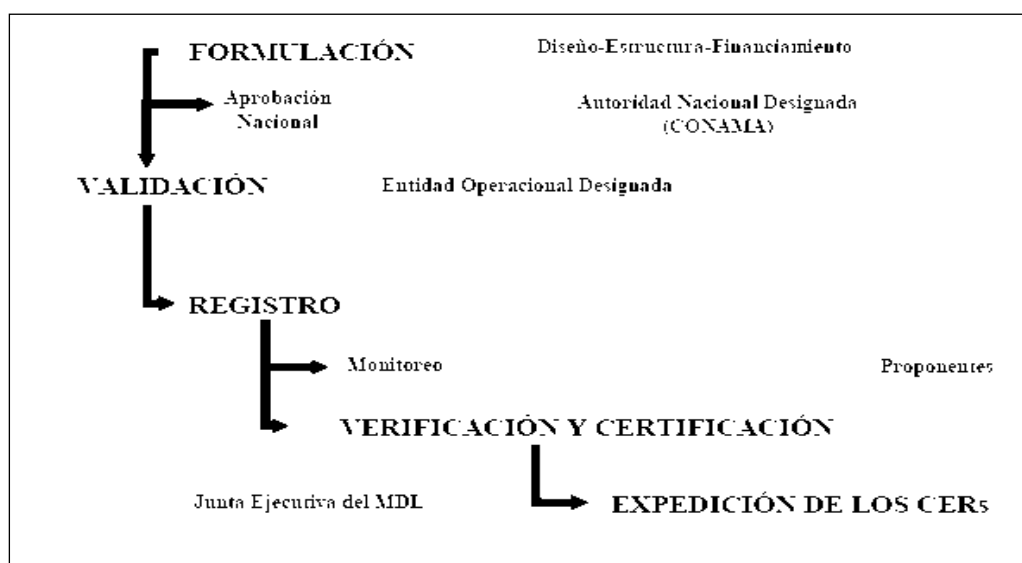 FORMULACIÓN
Diseño-Estructura-Financiamiento
Aprobación
Nacional
Autoridad Nacional Designada
(CONAMA)
VALIDACIÓN
Entidad Operacional Designada
REGISTRO
Monitoreo
Proponentes
VERIFICACIÓN Y CERTIFICACIÓN
Junta Ejecutiva del MDL
EXPEDICIÓN DE LOS CERs